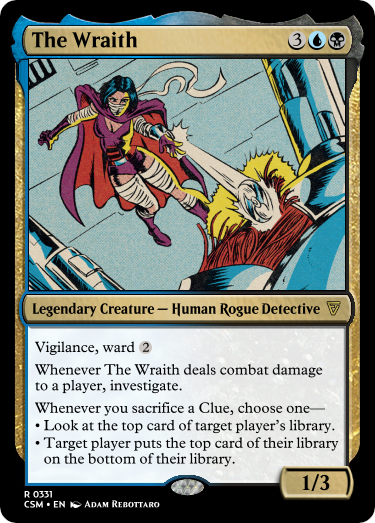 The Wraith 3
Legendary Creature — Human Rogue Detective
Vigilance, ward 2
Whenever The Wraith deals combat damage
to a player, investigate.
Whenever you sacrifice a Clue, choose one—
• Look at the top card of target player's library.
• Target player puts the top card of their library
on the bottom of their library.
1/3
R 0331
CSM • EN Adam Rebottaro